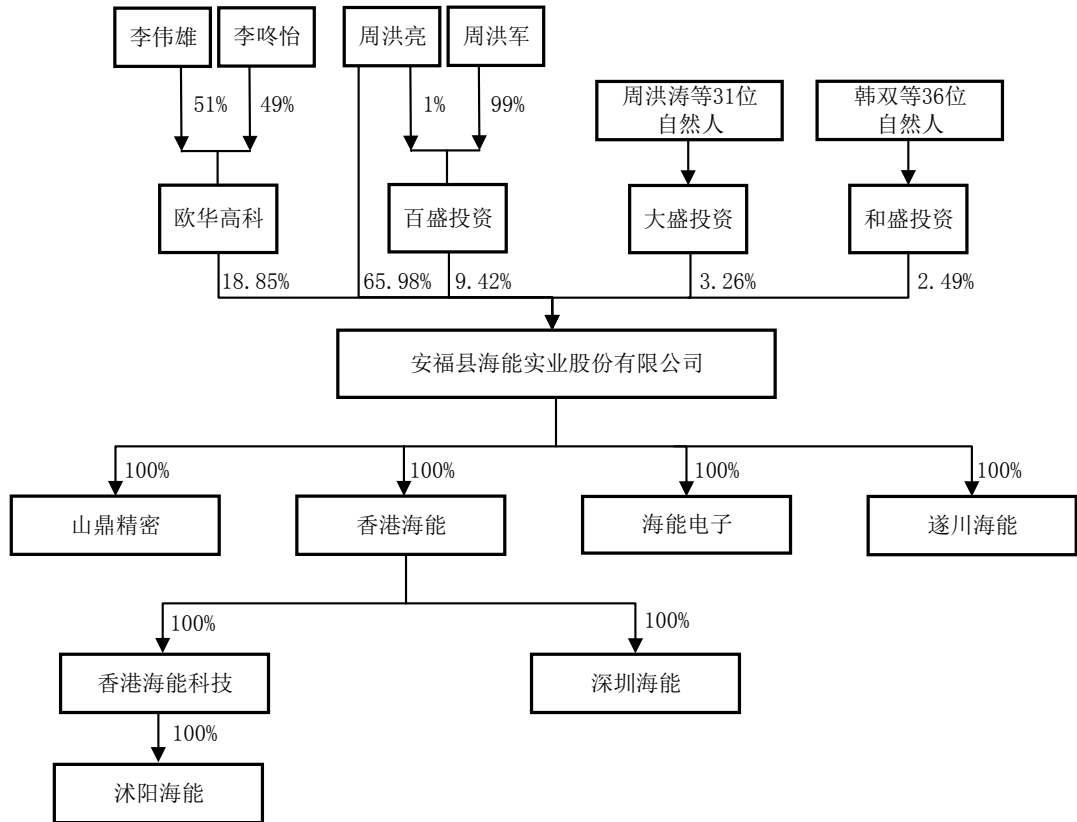 李伟雄
李咚怡
周洪亮
周洪军
51%
49%
1%
99%
周洪涛等31位
自然人
韩双等36位
自然人
欧华高科
百盛投资
大盛投资
和盛投资
18.85%
65.98%
9.42%
3.26%
2.49%
安福县海能实业股份有限公司
100%
100%
100%
100%
山鼎精密
香港海能
海能电子
遂川海能
100%
100%
香港海能科技
深圳海能
100%
沭阳海能